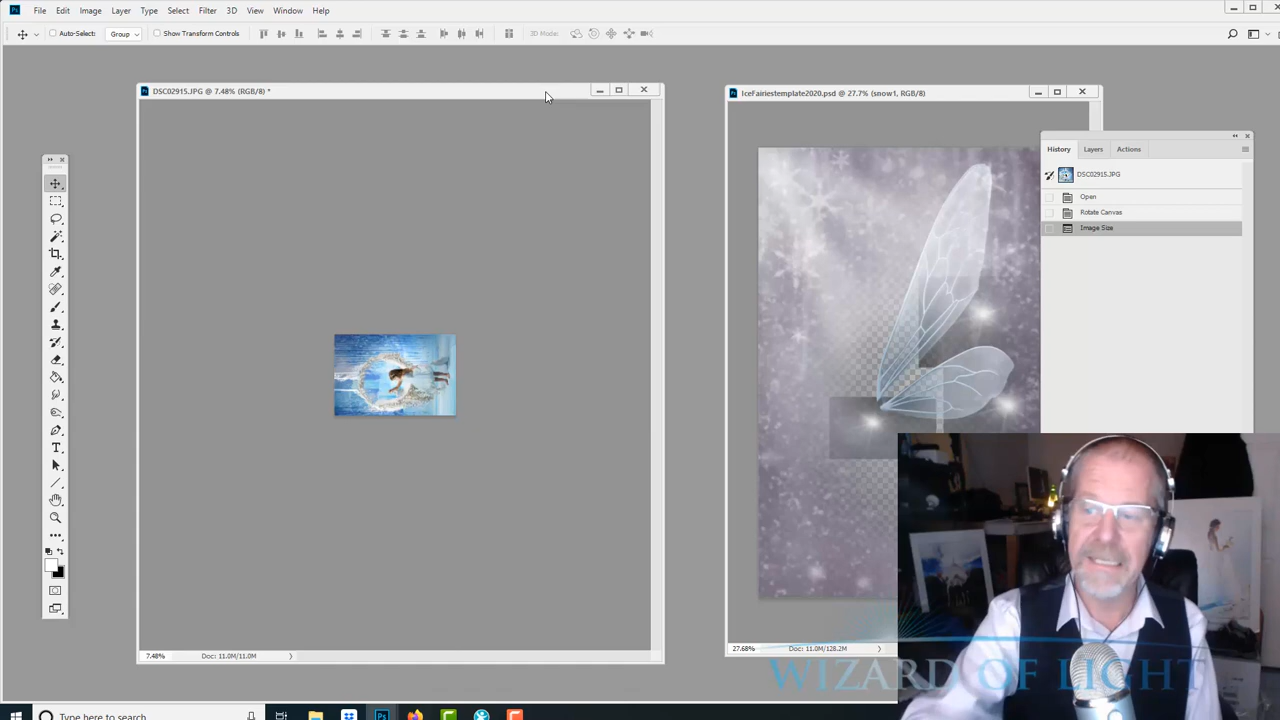 File Edit Image Layer Type Select Filter 3D View Window Help
Auto-Select: Group Show Transform Controls 3D Mode:
DSC02915.JPG @ 7.48% (RGB/8) *
IceFairiestemplate2020.psd @ 27.7% (snow1, RGB/8)
History Layers Actions
DSC02915.JPG
Open
Rotate Canvas
Image Size
7.48% Doc: 11.0M/11.0M
27.68% Doc: 11.0M/128.2M
WIZARD OF LIGHT
Type here to search